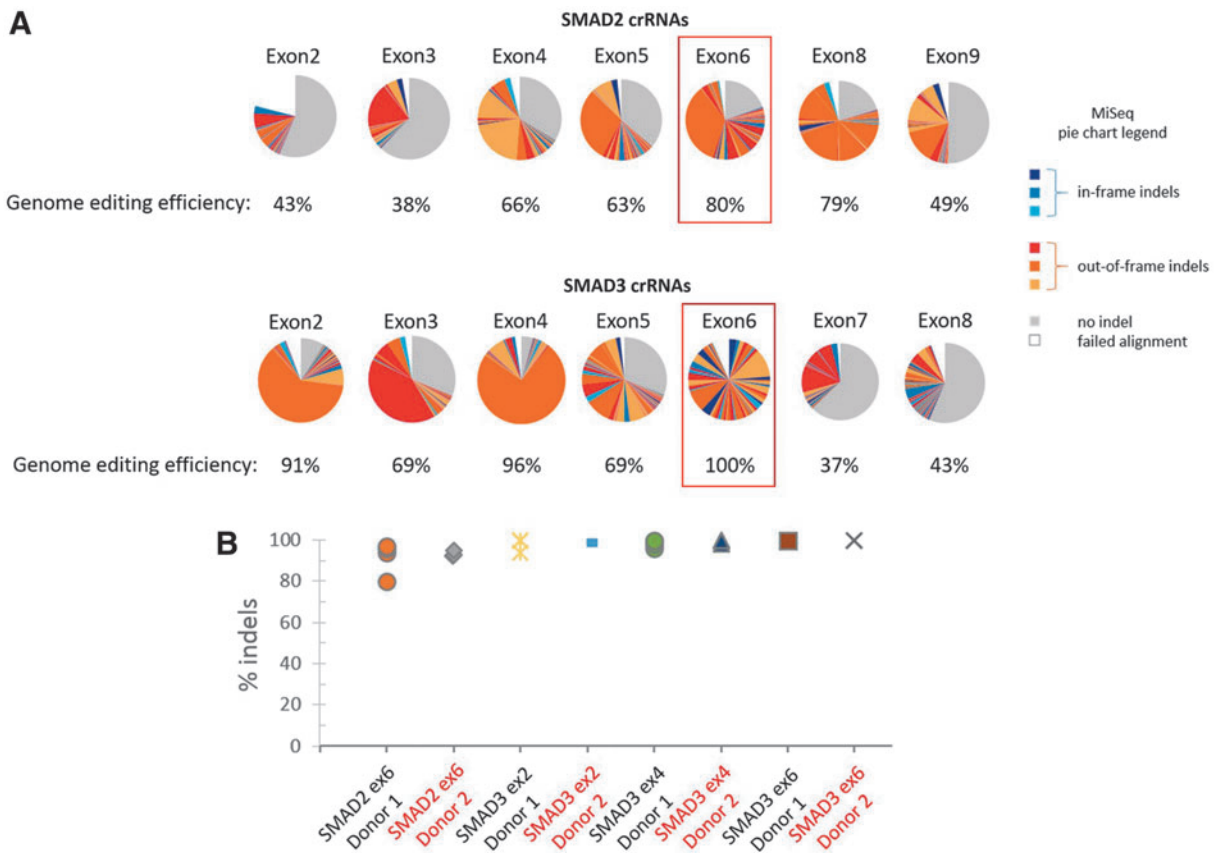 A
SMAD2 crRNAs
Exon2 Exon3 Exon4 Exon5 Exon6 Exon8 Exon9
MiSeq
pie chart legend
in-frame indels
out-of-frame indels
no indel
failed alignment
Genome editing efficiency: 43% 38% 66% 63% 80% 79% 49%
SMAD3 crRNAs
Exon2 Exon3 Exon4 Exon5 Exon6 Exon7 Exon8
Genome editing efficiency: 91% 69% 96% 69% 100% 37% 43%
B
% indels
100
80
60
40
20
0
SMAD2 ex6
Donor 1
SMAD2 ex6
Donor 2
SMAD3 ex2
Donor 1
SMAD3 ex2
Donor 2
SMAD3 ex4
Donor 1
SMAD3 ex4
Donor 2
SMAD3 ex6
Donor 1
SMAD3 ex6
Donor 2